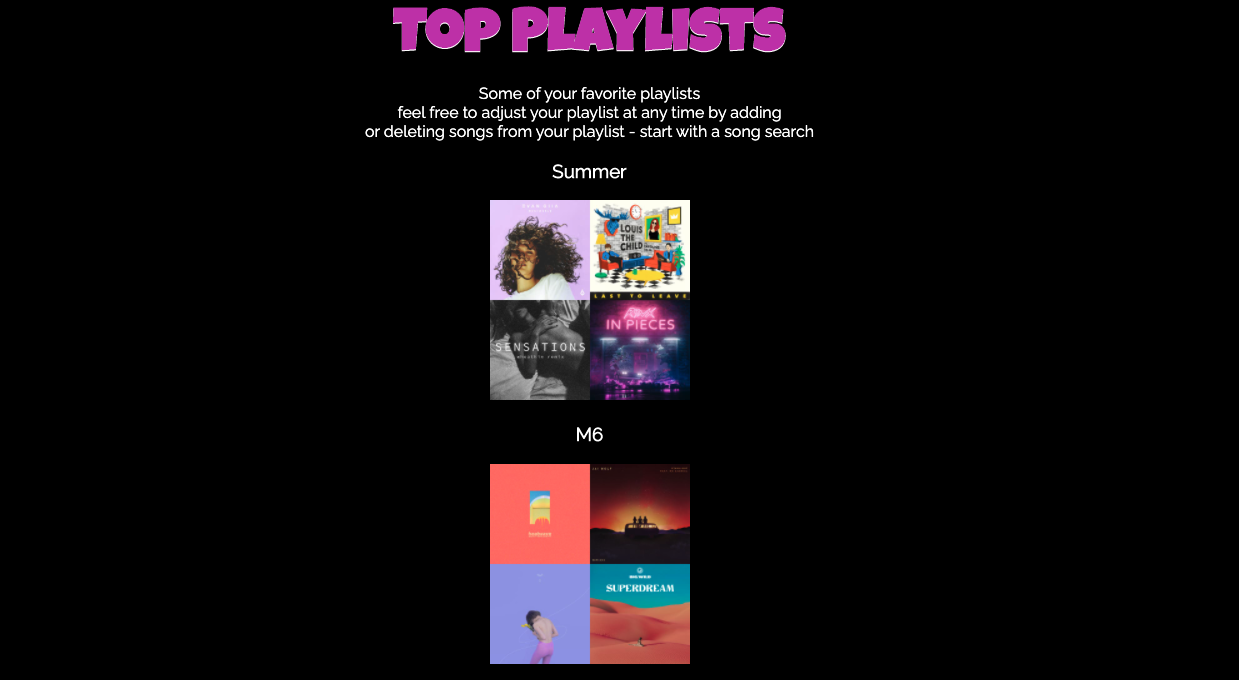 TOP PLAYLISTS
Some of your favorite playlists
feel free to adjust your playlist at any time by adding
or deleting songs from your playlist - start with a song search
Summer
LOUIS
THE
CHILD
LAST TO LEAVE
SENSATIONS
IN PIECES
M6
SUPERDREAM